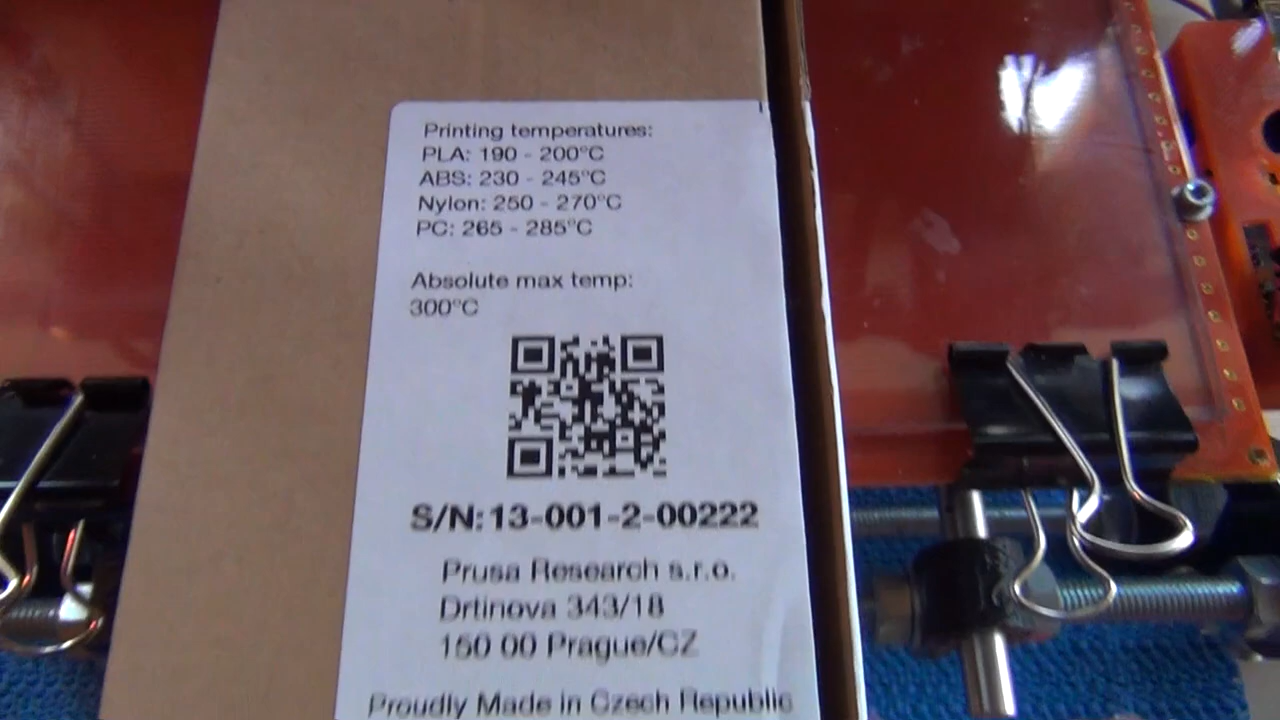 Printing temperatures:
PLA: 190 - 200°C
ABS: 230 - 245°C
Nylon: 250 - 270°C
PC: 265 - 285°C
Absolute max temp:
300°C
S/N: 13-001-2-00222
Prusa Research s.r.o.
Drtinova 343/18
150 00 Prague/CZ
Proudly Made in Czech Republic